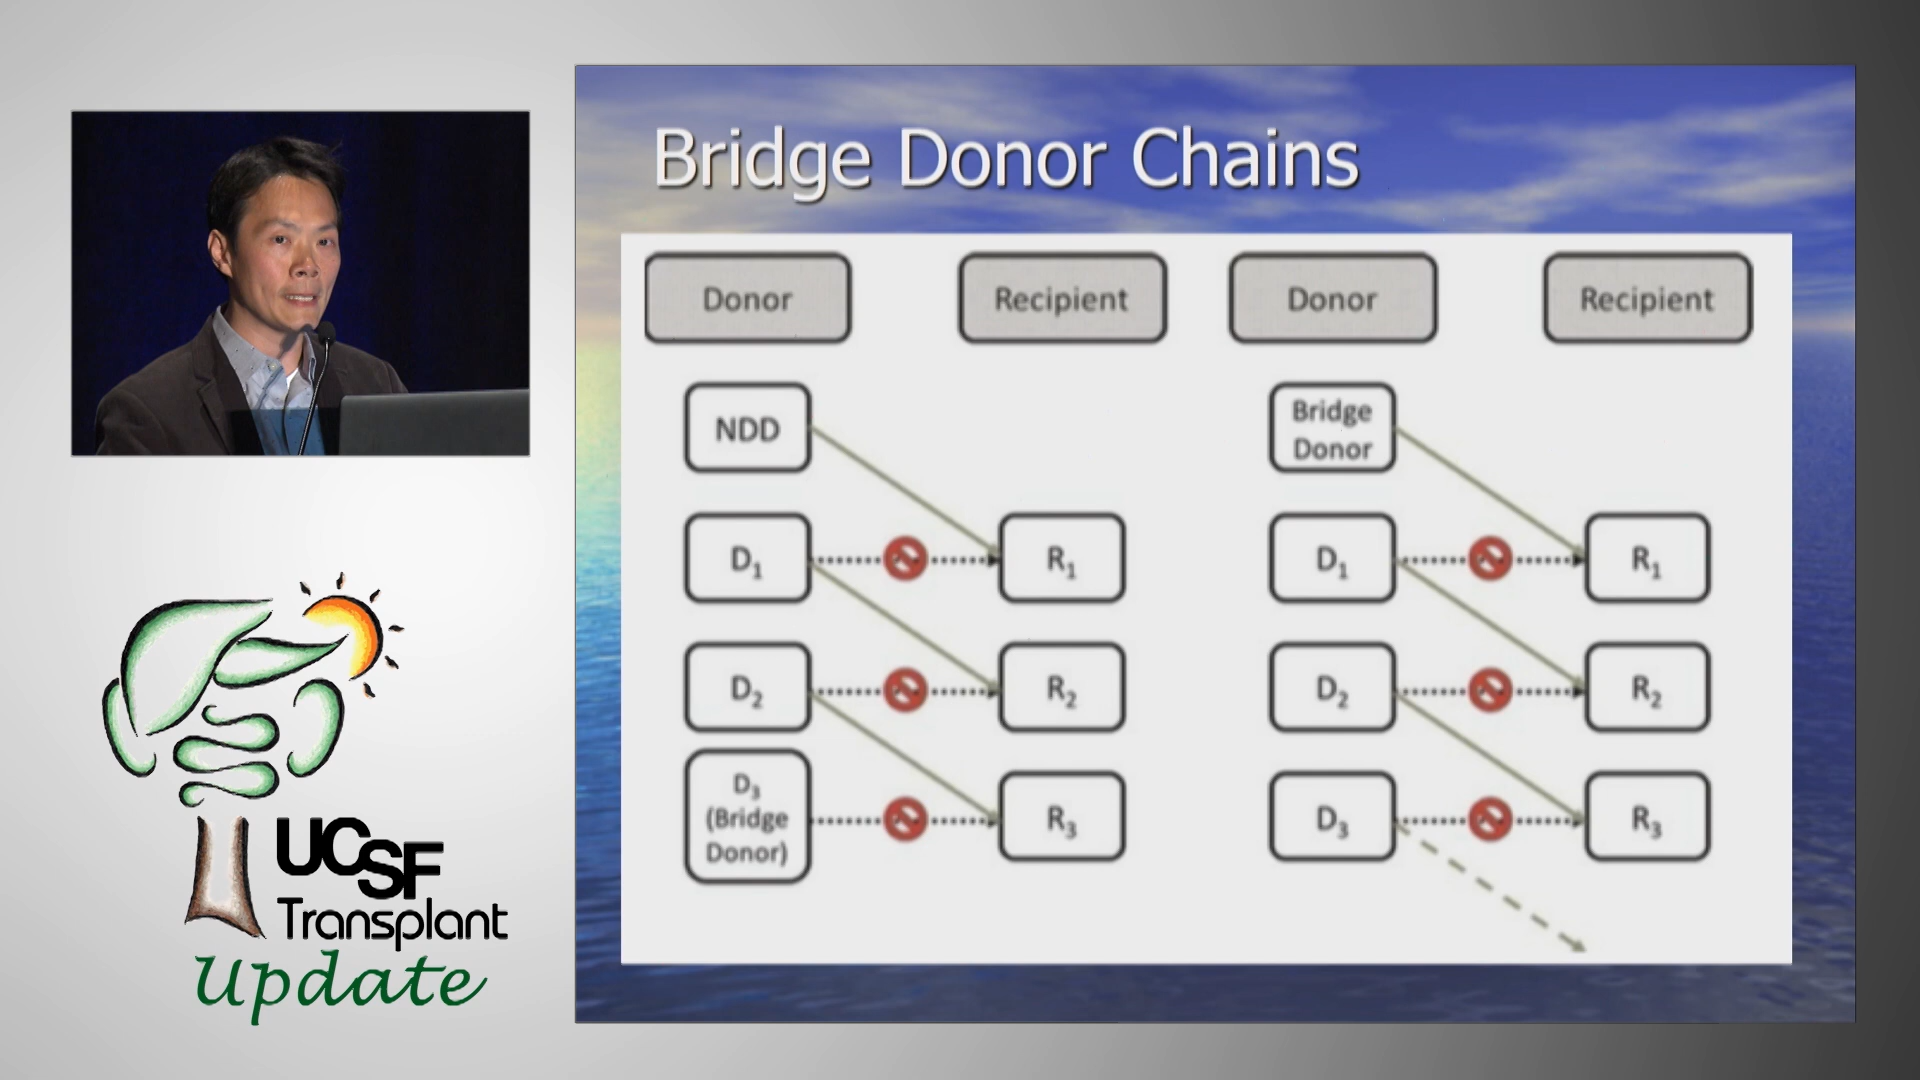 Bridge Donor Chains
Donor
Recipient
Donor
Recipient
NDD
Bridge
Donor
D1
R1
D1
R1
D2
R2
D2
R2
D3
(Bridge
Donor)
R3
D3
R3
UCSF
Transplant
Update